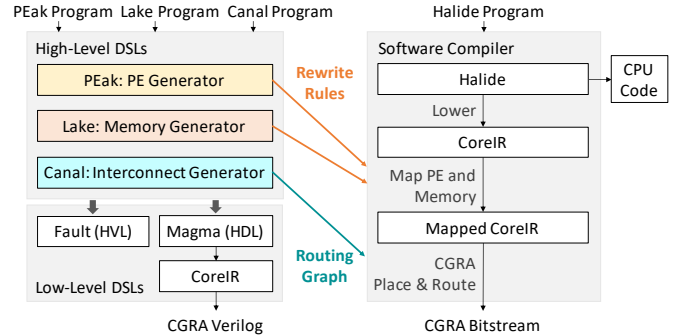 PEak Program Lake Program Canal Program
High-Level DSLs
PEak: PE Generator
Lake: Memory Generator
Canal: Interconnect Generator
Fault (HVL)
Magma (HDL)
CoreIR
Low-Level DSLs
CGRA Verilog
Rewrite
Rules
Routing
Graph
Halide Program
Software Compiler
Halide
CPU
Code
Lower
CoreIR
Map PE and
Memory
Mapped CoreIR
CGRA
Place & Route
CGRA Bitstream